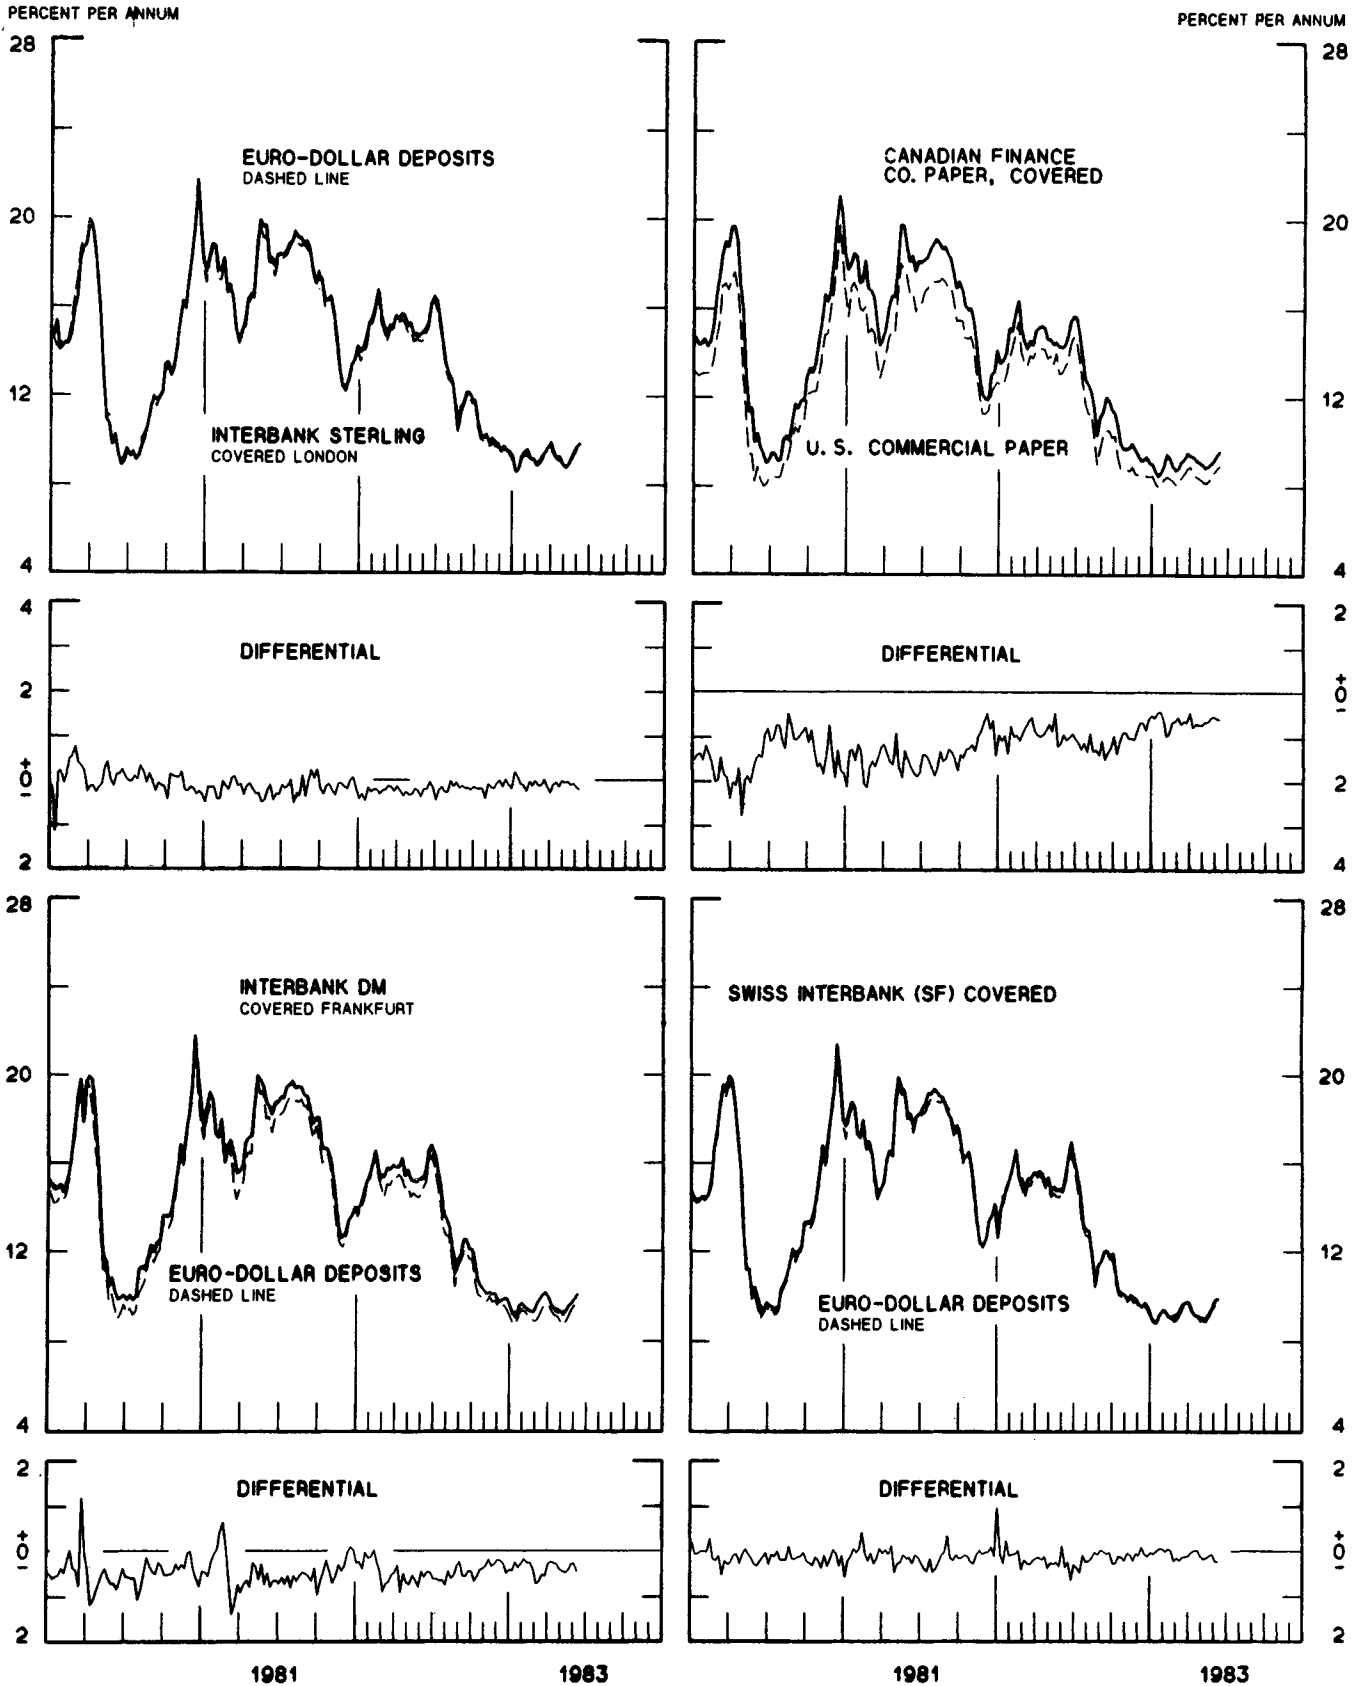 PERCENT PER ANNUM
PERCENT PER ANNUM
28
20
12
4
EURO-DOLLAR DEPOSITS
DASHED LINE
INTERBANK STERLING
COVERED LONDON
CANADIAN FINANCE
CO. PAPER, COVERED
U. S. COMMERCIAL PAPER
28
20
12
4
4
2
+
0
−
2
DIFFERENTIAL
DIFFERENTIAL
2
+
0
−
2
4
28
20
12
4
INTERBANK DM
COVERED FRANKFURT
EURO-DOLLAR DEPOSITS
DASHED LINE
SWISS INTERBANK (SF) COVERED
EURO-DOLLAR DEPOSITS
DASHED LINE
28
20
12
4
2
+
0
−
2
DIFFERENTIAL
DIFFERENTIAL
2
+
0
−
2
1981
1983
1981
1983